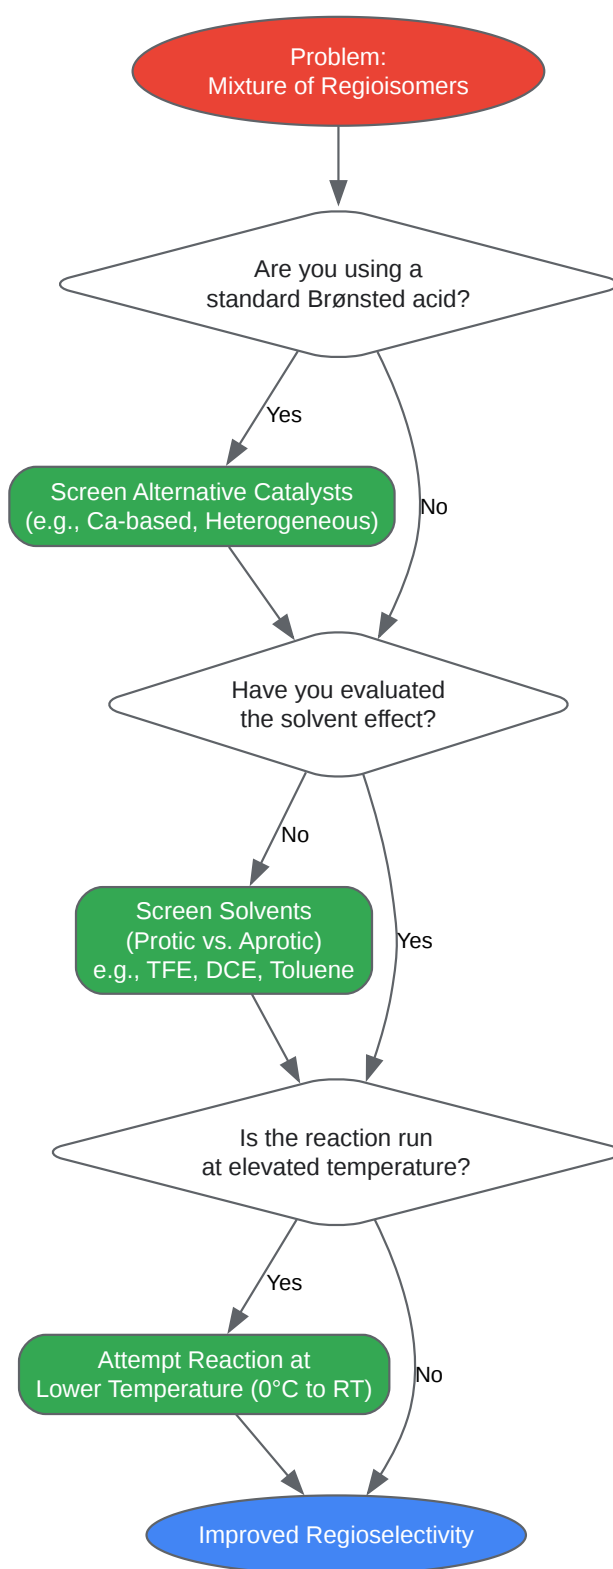 Problem:
Mixture of Regioisomers
Are you using a
standard Brønsted acid?
Yes
Screen Alternative Catalysts
(e.g., Ca-based, Heterogeneous)
No
Have you evaluated
the solvent effect?
No
Screen Solvents
(Protic vs. Aprotic)
e.g., TFE, DCE, Toluene
Yes
Is the reaction run
at elevated temperature?
Yes
Attempt Reaction at
Lower Temperature (0°C to RT)
No
Improved Regioselectivity